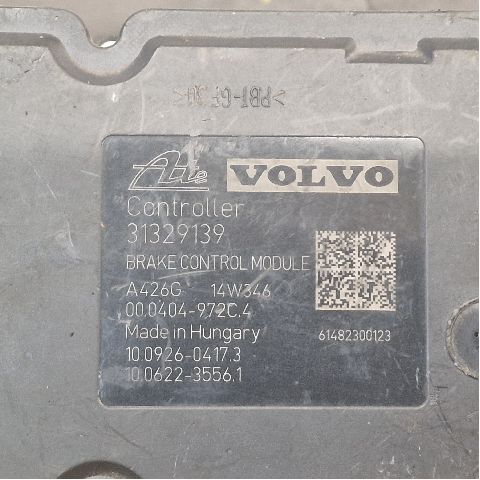 >PBT-GF30<
Ate VOLVO
Controller
31329139
BRAKE CONTROL MODULE
A426G 14W346
00.0404-972C.4
Made in Hungary 61482300123
10.0926-0417.3
10.0622-3556.1